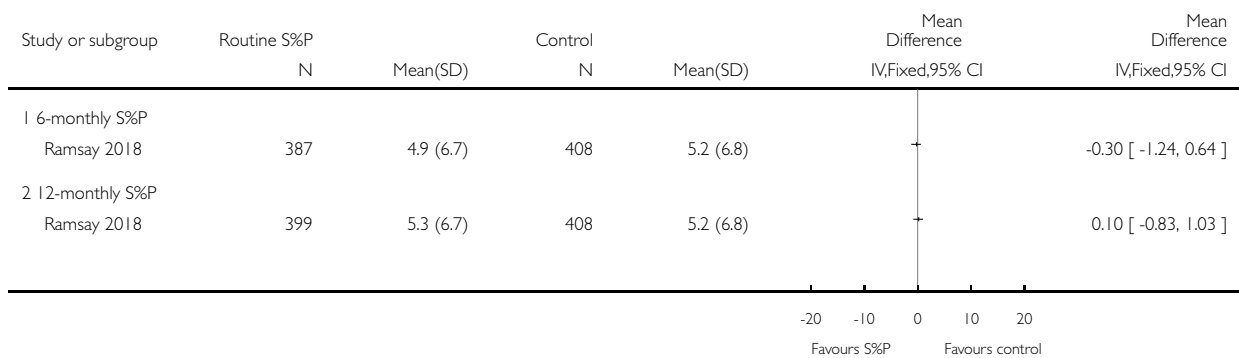 Study or subgroup Routine S%P Control Mean Difference Mean Difference
N Mean(SD) N Mean(SD) IV,Fixed,95% CI IV,Fixed,95% CI
1 6-monthly S%P
Ramsay 2018 387 4.9 (6.7) 408 5.2 (6.8) -0.30 [ -1.24, 0.64 ]
2 12-monthly S%P
Ramsay 2018 399 5.3 (6.7) 408 5.2 (6.8) 0.10 [ -0.83, 1.03 ]
-20 -10 0 10 20
Favours S%P Favours control